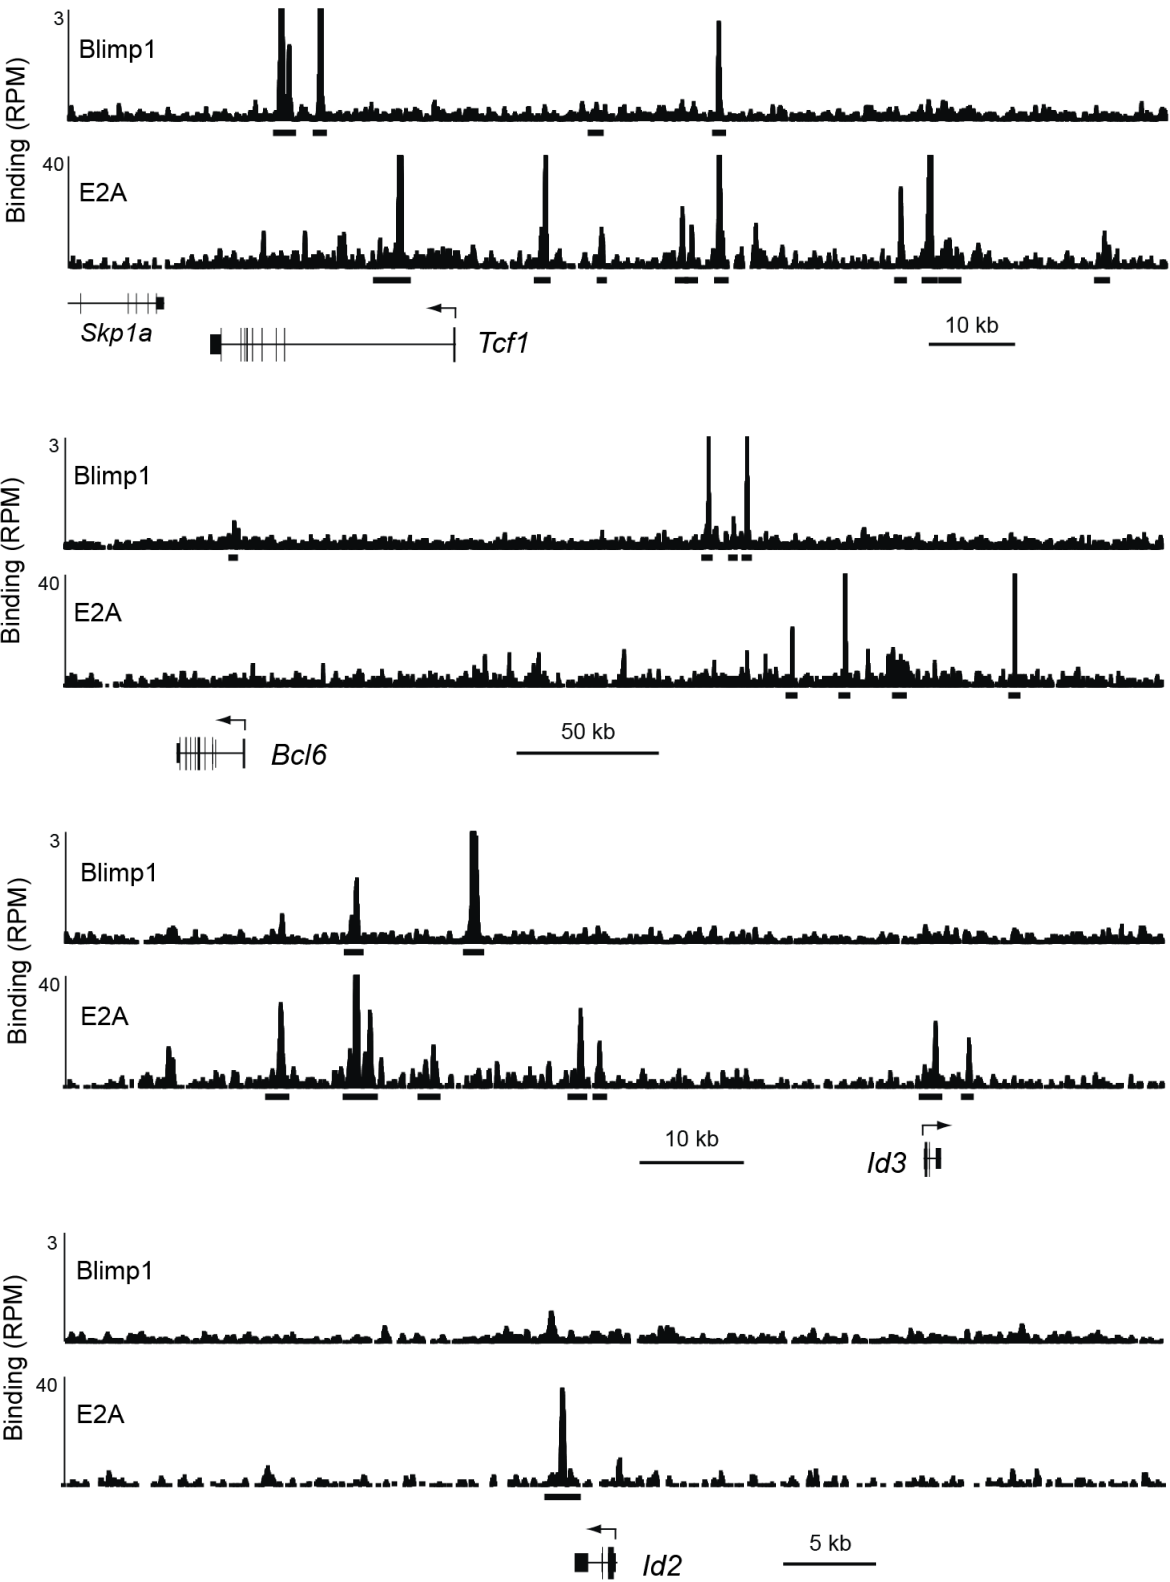 3
Blimp1
Binding (RPM)
40
E2A
Skp1a
Tcf1
10 kb
3
Blimp1
Binding (RPM)
40
E2A
50 kb
Bcl6
3
Blimp1
Binding (RPM)
40
E2A
10 kb
Id3
3
Blimp1
Binding (RPM)
40
E2A
5 kb
Id2